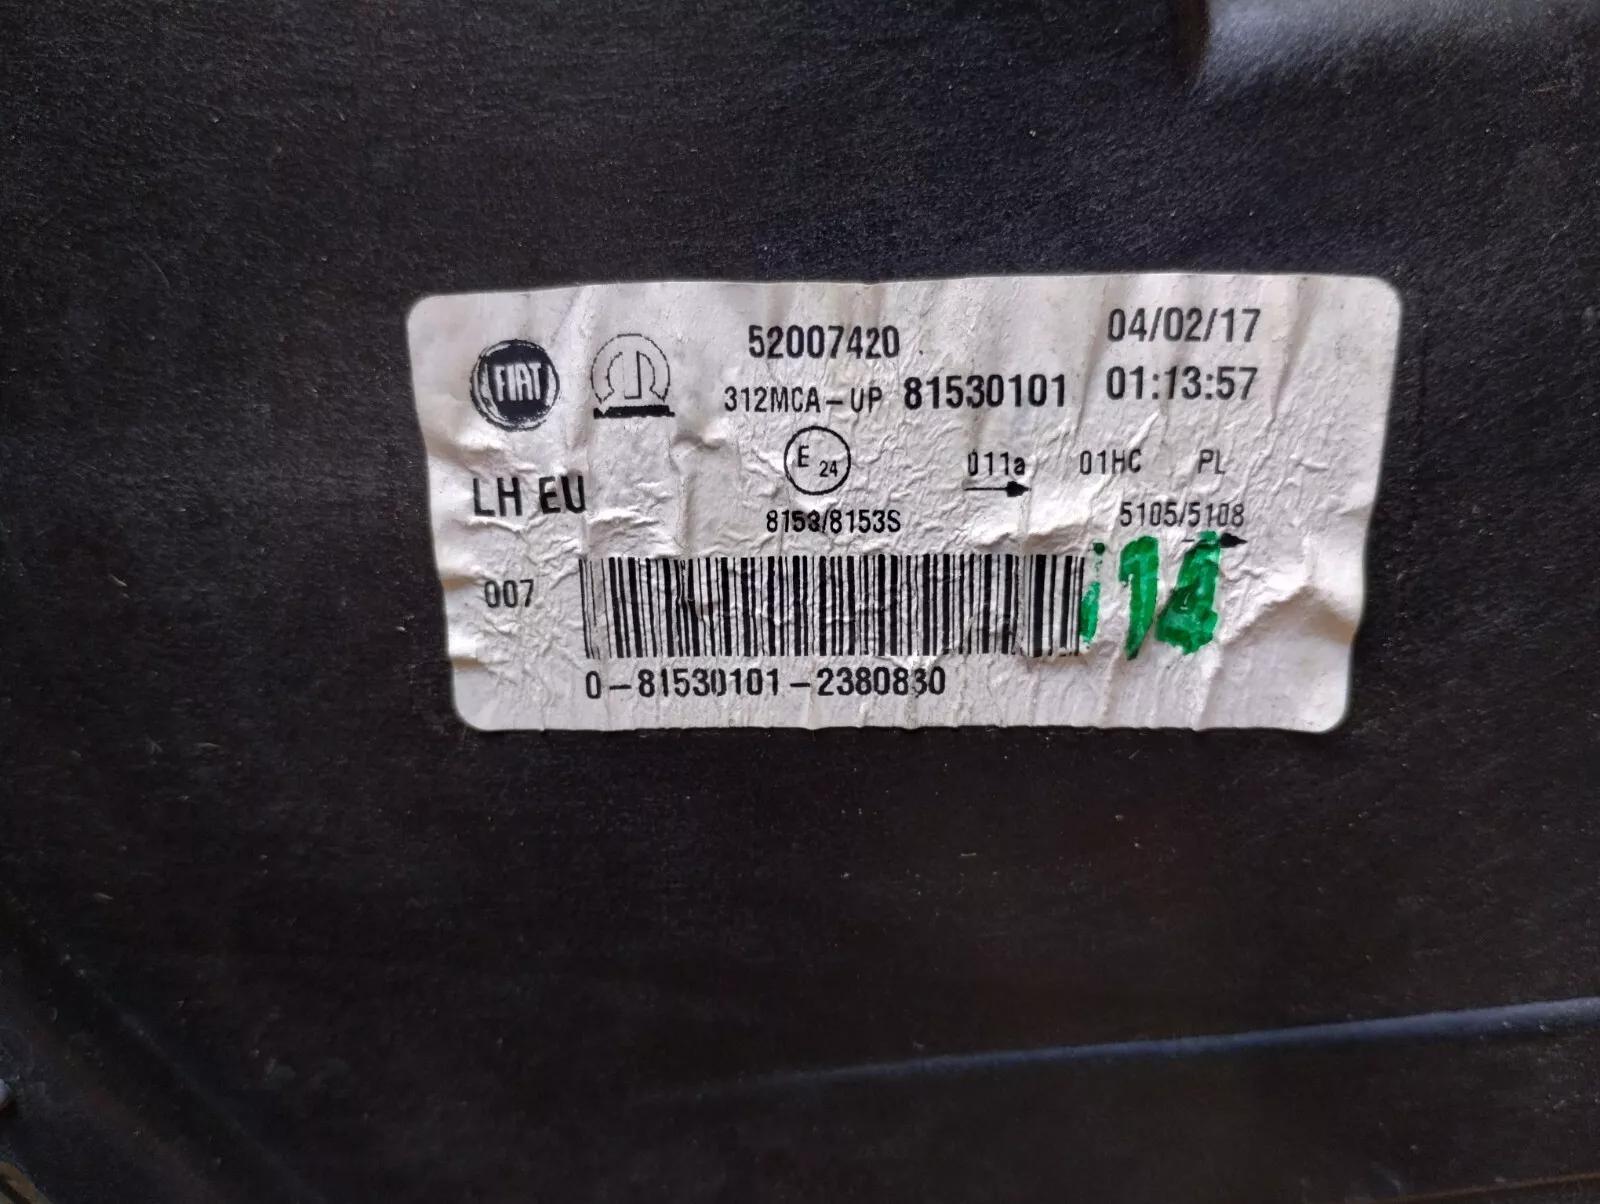 FIAT
52007420
04/02/17
312MCA-UP 81530101
01:13:57
E 24
011a 01HC PL
LH EU
8153/8153S
5105/5108
007
14
0-81530101-2380830